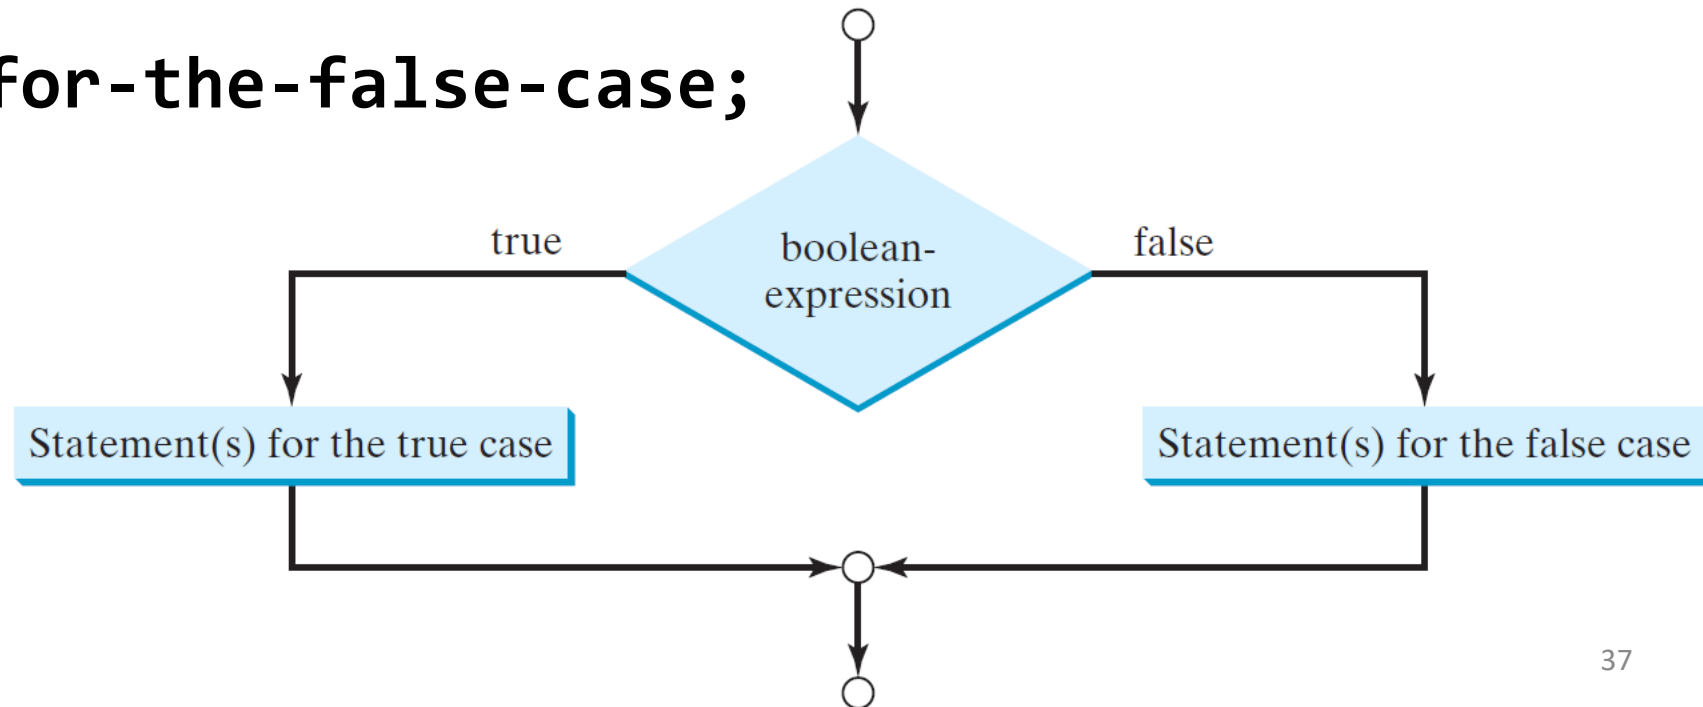 for-the-false-case;
true
boolean-
expression
false
Statement(s) for the true case
Statement(s) for the false case
37